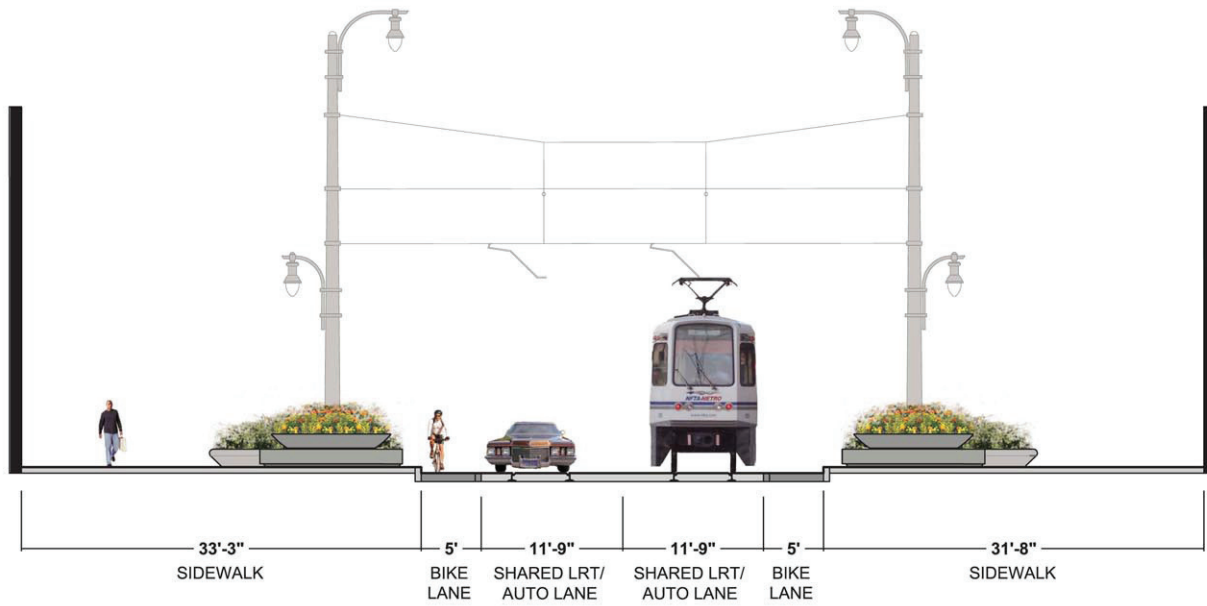 NFTA METRO
33'-3"
SIDEWALK
5'
BIKE
LANE
11'-9"
SHARED LRT/
AUTO LANE
11'-9"
SHARED LRT/
AUTO LANE
5'
BIKE
LANE
31'-8"
SIDEWALK